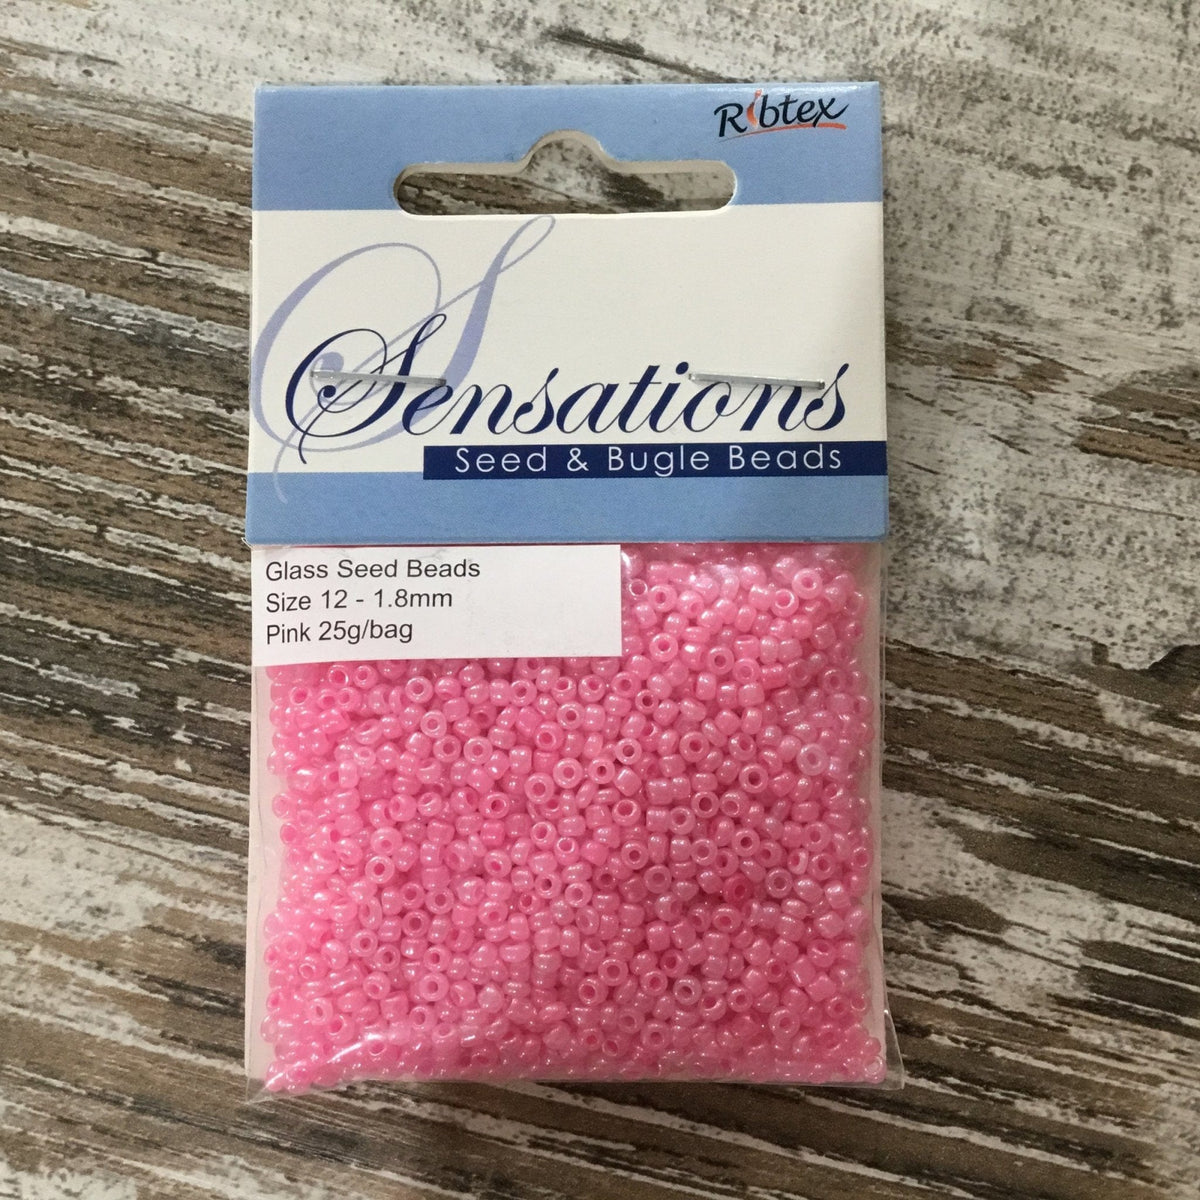 Ribtex
S
Sensations
Seed & Bugle Beads
Glass Seed Beads
Size 12 - 1.8mm
Pink 25g/bag